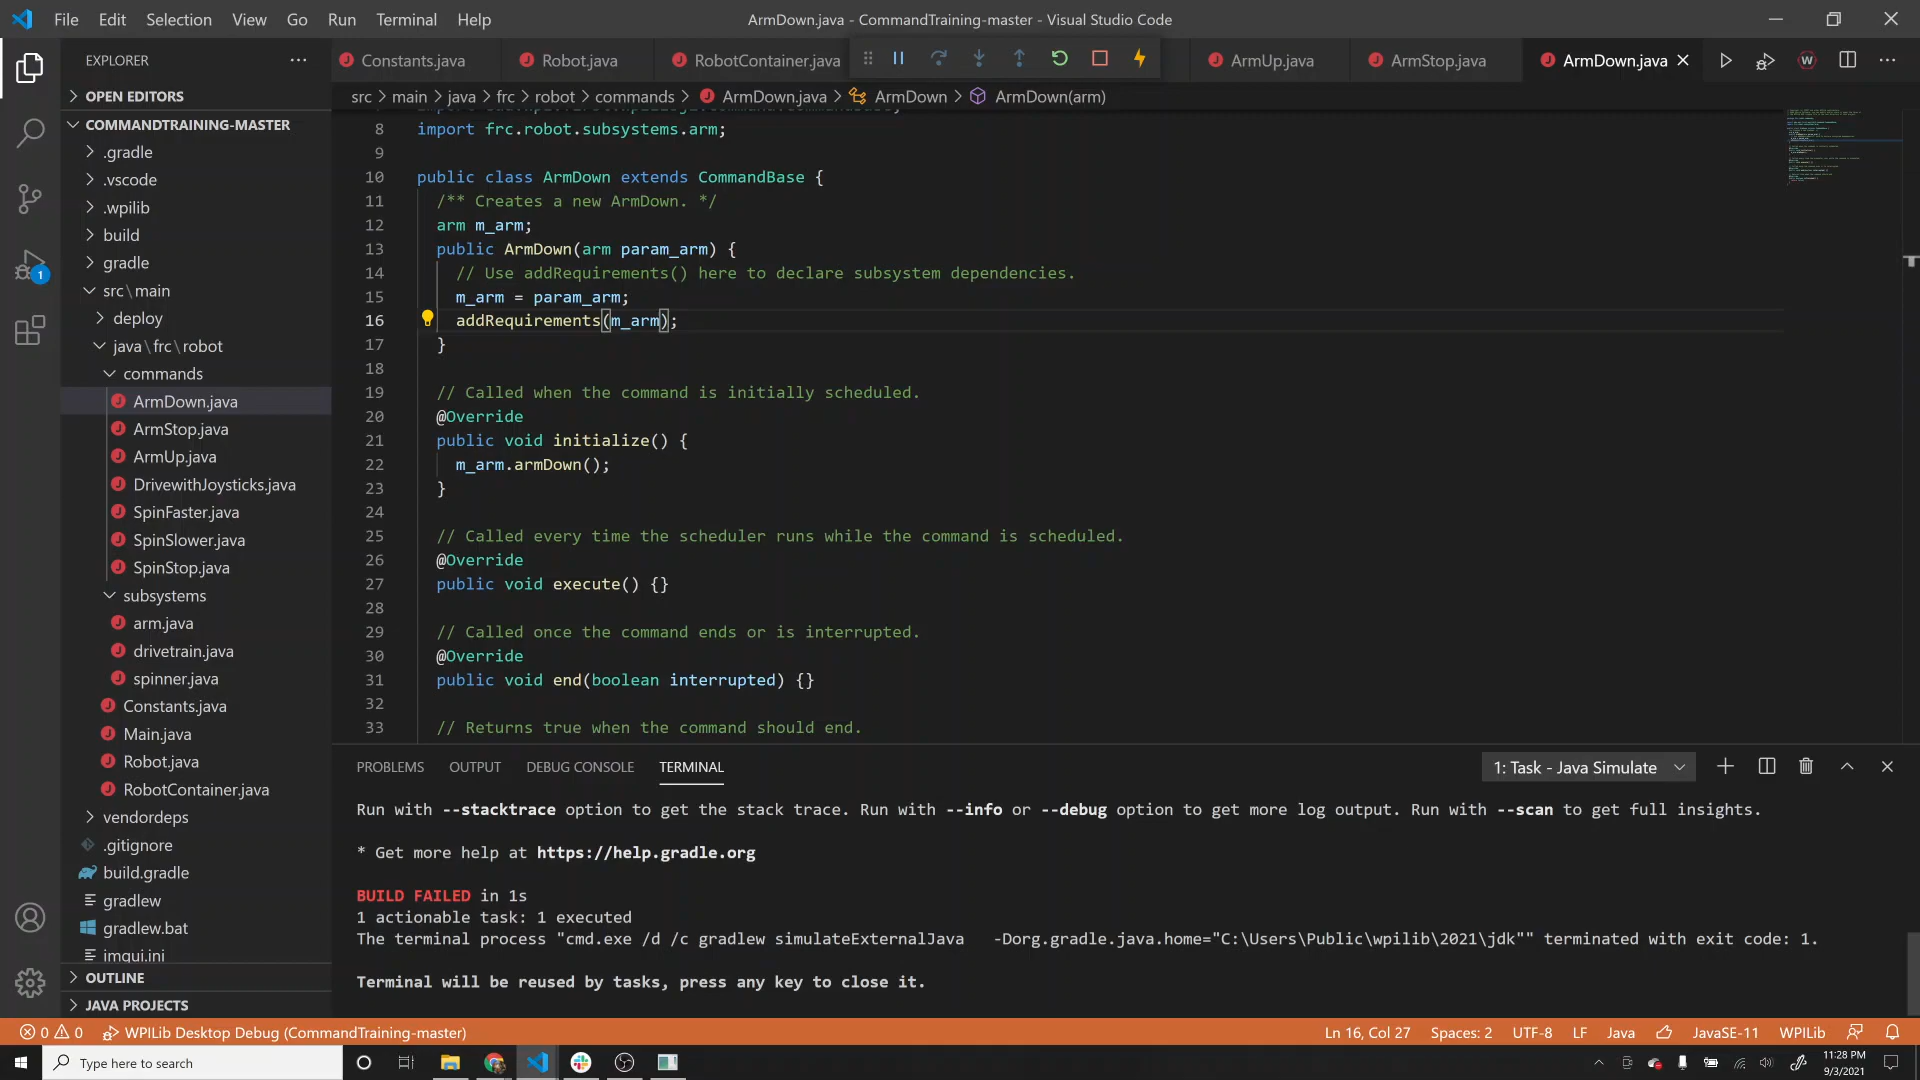 File Edit Selection View Go Run Terminal Help
ArmDown.java - CommandTraining-master - Visual Studio Code
EXPLORER
Constants.java
Robot.java
RobotContainer.java
ArmUp.java
ArmStop.java
ArmDown.java
OPEN EDITORS
src > main > java > frc > robot > commands > ArmDown.java > ArmDown > ArmDown(arm)
COMMANDTRAINING-MASTER
.gradle
.vscode
.wpilib
build
gradle
src\main
deploy
java\frc\robot
commands
ArmDown.java
ArmStop.java
ArmUp.java
DrivewithJoysticks.java
SpinFaster.java
SpinSlower.java
SpinStop.java
subsystems
arm.java
drivetrain.java
spinner.java
Constants.java
Main.java
Robot.java
RobotContainer.java
vendordeps
.gitignore
build.gradle
gradlew
gradlew.bat
imgui.ini
OUTLINE
JAVA PROJECTS
1
8 import frc.robot.subsystems.arm;
9
10 public class ArmDown extends CommandBase {
11 /** Creates a new ArmDown. */
12 arm m_arm;
13 public ArmDown(arm param_arm) {
14 // Use addRequirements() here to declare subsystem dependencies.
15 m_arm = param_arm;
16 addRequirements(m_arm);
17 }
18
19 // Called when the command is initially scheduled.
20 @Override
21 public void initialize() {
22 m_arm.armDown();
23 }
24
25 // Called every time the scheduler runs while the command is scheduled.
26 @Override
27 public void execute() {}
28
29 // Called once the command ends or is interrupted.
30 @Override
31 public void end(boolean interrupted) {}
32
33 // Returns true when the command should end.
PROBLEMS OUTPUT DEBUG CONSOLE TERMINAL
1: Task - Java Simulate
Run with --stacktrace option to get the stack trace. Run with --info or --debug option to get more log output. Run with --scan to get full insights.
* Get more help at https://help.gradle.org
BUILD FAILED in 1s
1 actionable task: 1 executed
The terminal process "cmd.exe /d /c gradlew simulateExternalJava   -Dorg.gradle.java.home="C:\Users\Public\wpilib\2021\jdk"" terminated with exit code: 1.
Terminal will be reused by tasks, press any key to close it.
0 0 WPILib Desktop Debug (CommandTraining-master)
Ln 16, Col 27 Spaces: 2 UTF-8 LF Java JavaSE-11 WPILib
Type here to search
11:28 PM
9/3/2021